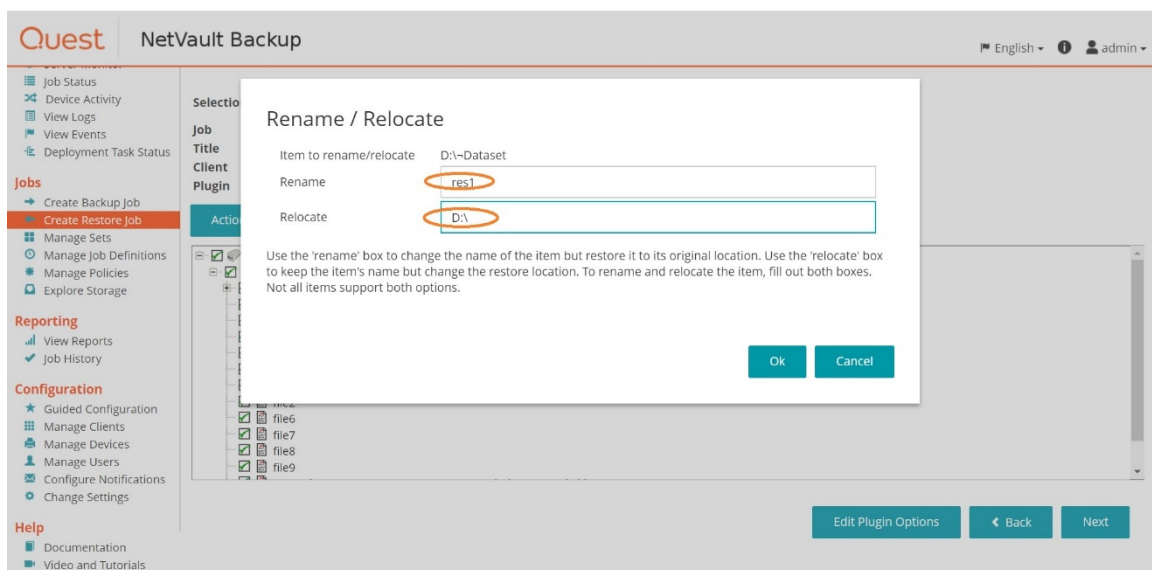 Quest NetVault Backup
English
admin
Job Status
Device Activity
View Logs
View Events
Deployment Task Status
Jobs
Create Backup Job
Create Restore Job
Manage Sets
Manage Job Definitions
Manage Policies
Explore Storage
Reporting
View Reports
Job History
Configuration
Guided Configuration
Manage Clients
Manage Devices
Manage Users
Configure Notifications
Change Settings
Help
Documentation
Video and Tutorials
Selectio
Job
Title
Client
Plugin
Actio
Rename / Relocate
Item to rename/relocate D:\~Dataset
Rename res1
Relocate D:\
Use the 'rename' box to change the name of the item but restore it to its original location. Use the 'relocate' box
to keep the item's name but change the restore location. To rename and relocate the item, fill out both boxes.
Not all items support both options.
Ok Cancel
file6
file7
file8
file9
Edit Plugin Options Back Next